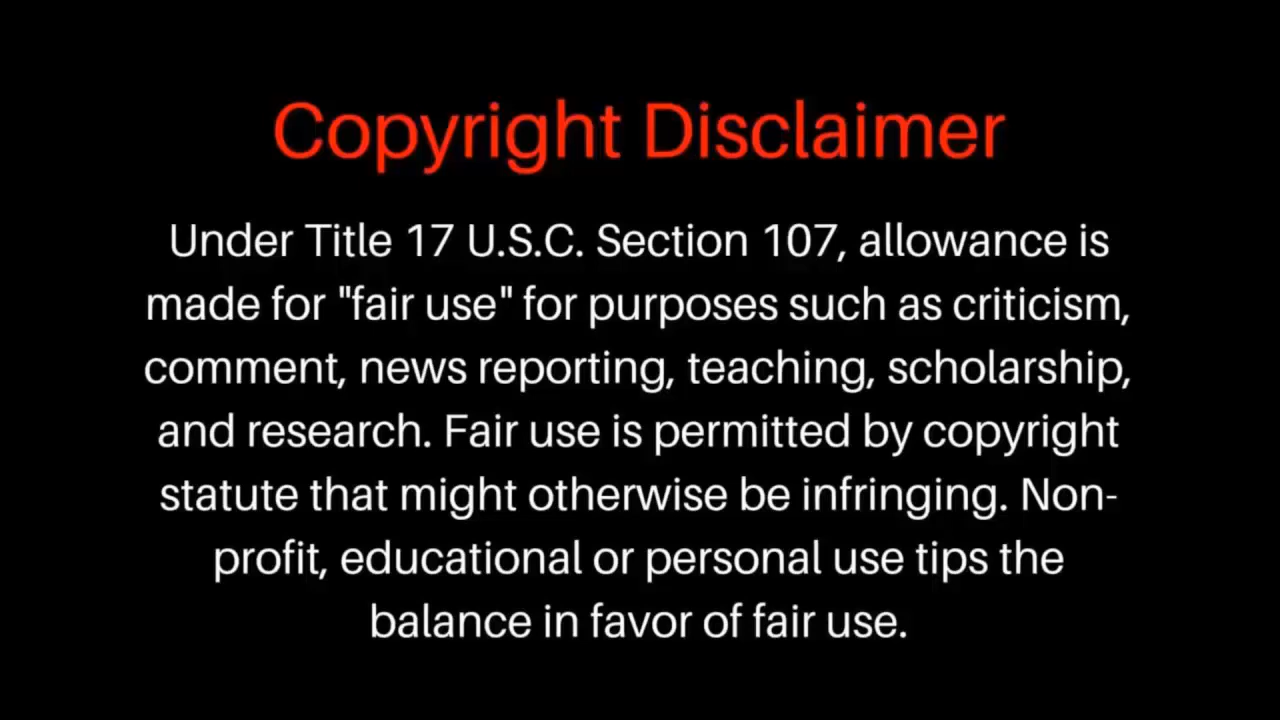 Copyright Disclaimer
Under Title 17 U.S.C. Section 107, allowance is
made for "fair use" for purposes such as criticism,
comment, news reporting, teaching, scholarship,
and research. Fair use is permitted by copyright
statute that might otherwise be infringing. Non-
profit, educational or personal use tips the
balance in favor of fair use.